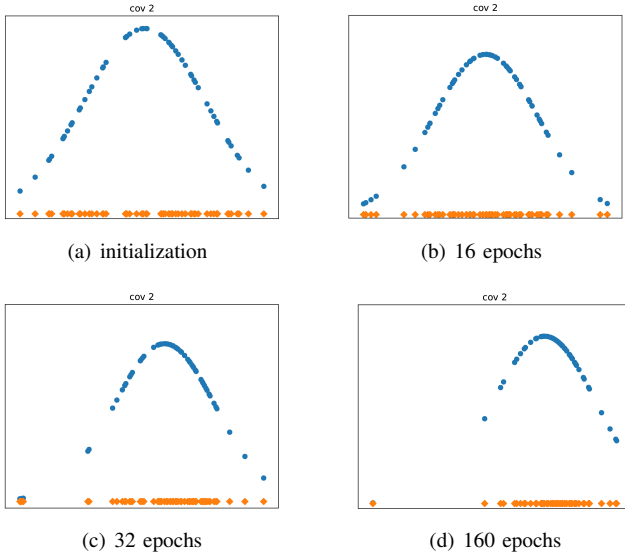 cov 2
cov 2
(a) initialization
(b) 16 epochs
cov 2
cov 2
(c) 32 epochs
(d) 160 epochs